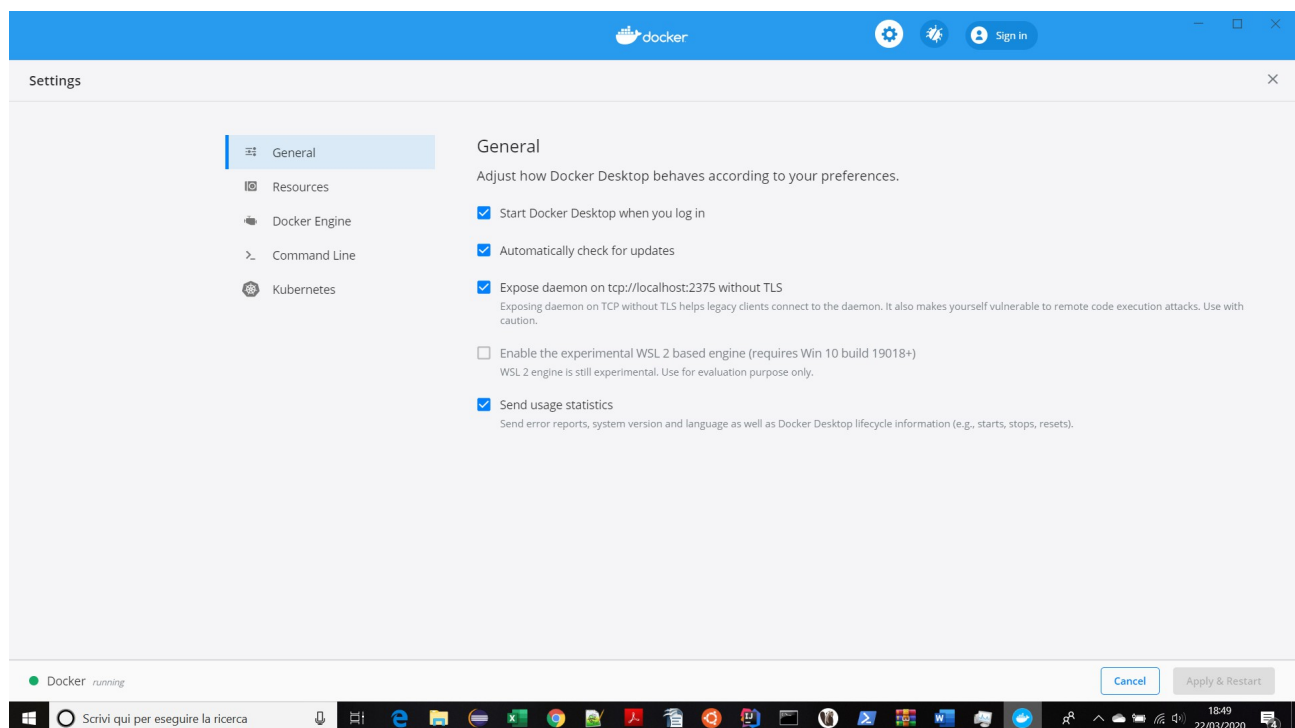 docker
Sign in
Settings
General
Resources
Docker Engine
Command Line
Kubernetes
General
Adjust how Docker Desktop behaves according to your preferences.
Start Docker Desktop when you log in
Automatically check for updates
Expose daemon on tcp://localhost:2375 without TLS
Exposing daemon on TCP without TLS helps legacy clients connect to the daemon. It also makes yourself vulnerable to remote code execution attacks. Use with
caution.
Enable the experimental WSL 2 based engine (requires Win 10 build 19018+)
WSL 2 engine is still experimental. Use for evaluation purpose only.
Send usage statistics
Send error reports, system version and language as well as Docker Desktop lifecycle information (e.g., starts, stops, resets).
Docker running
Cancel
Apply & Restart
Scrivi qui per eseguire la ricerca
18:49
22/03/2020
4